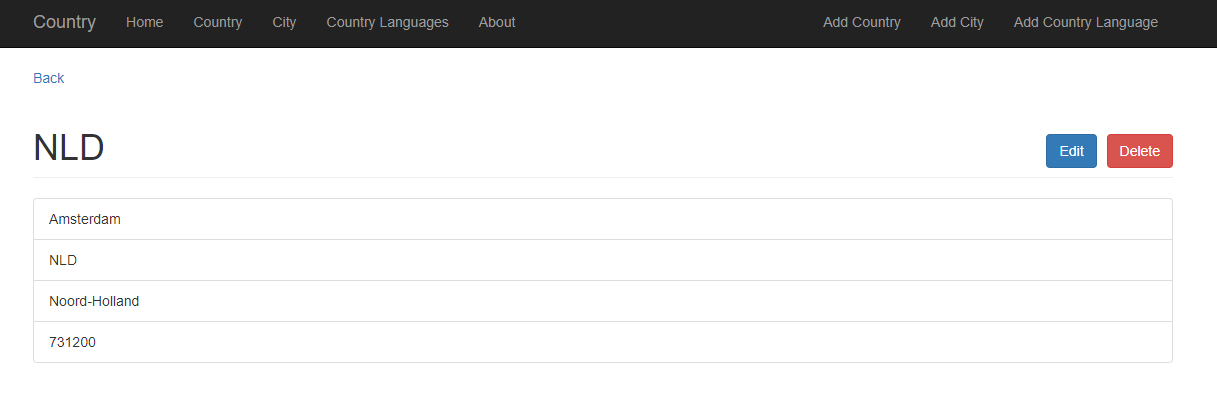 Country Home Country City Country Languages About Add Country Add City Add Country Language
Back
NLD Edit Delete
Amsterdam
NLD
Noord-Holland
731200